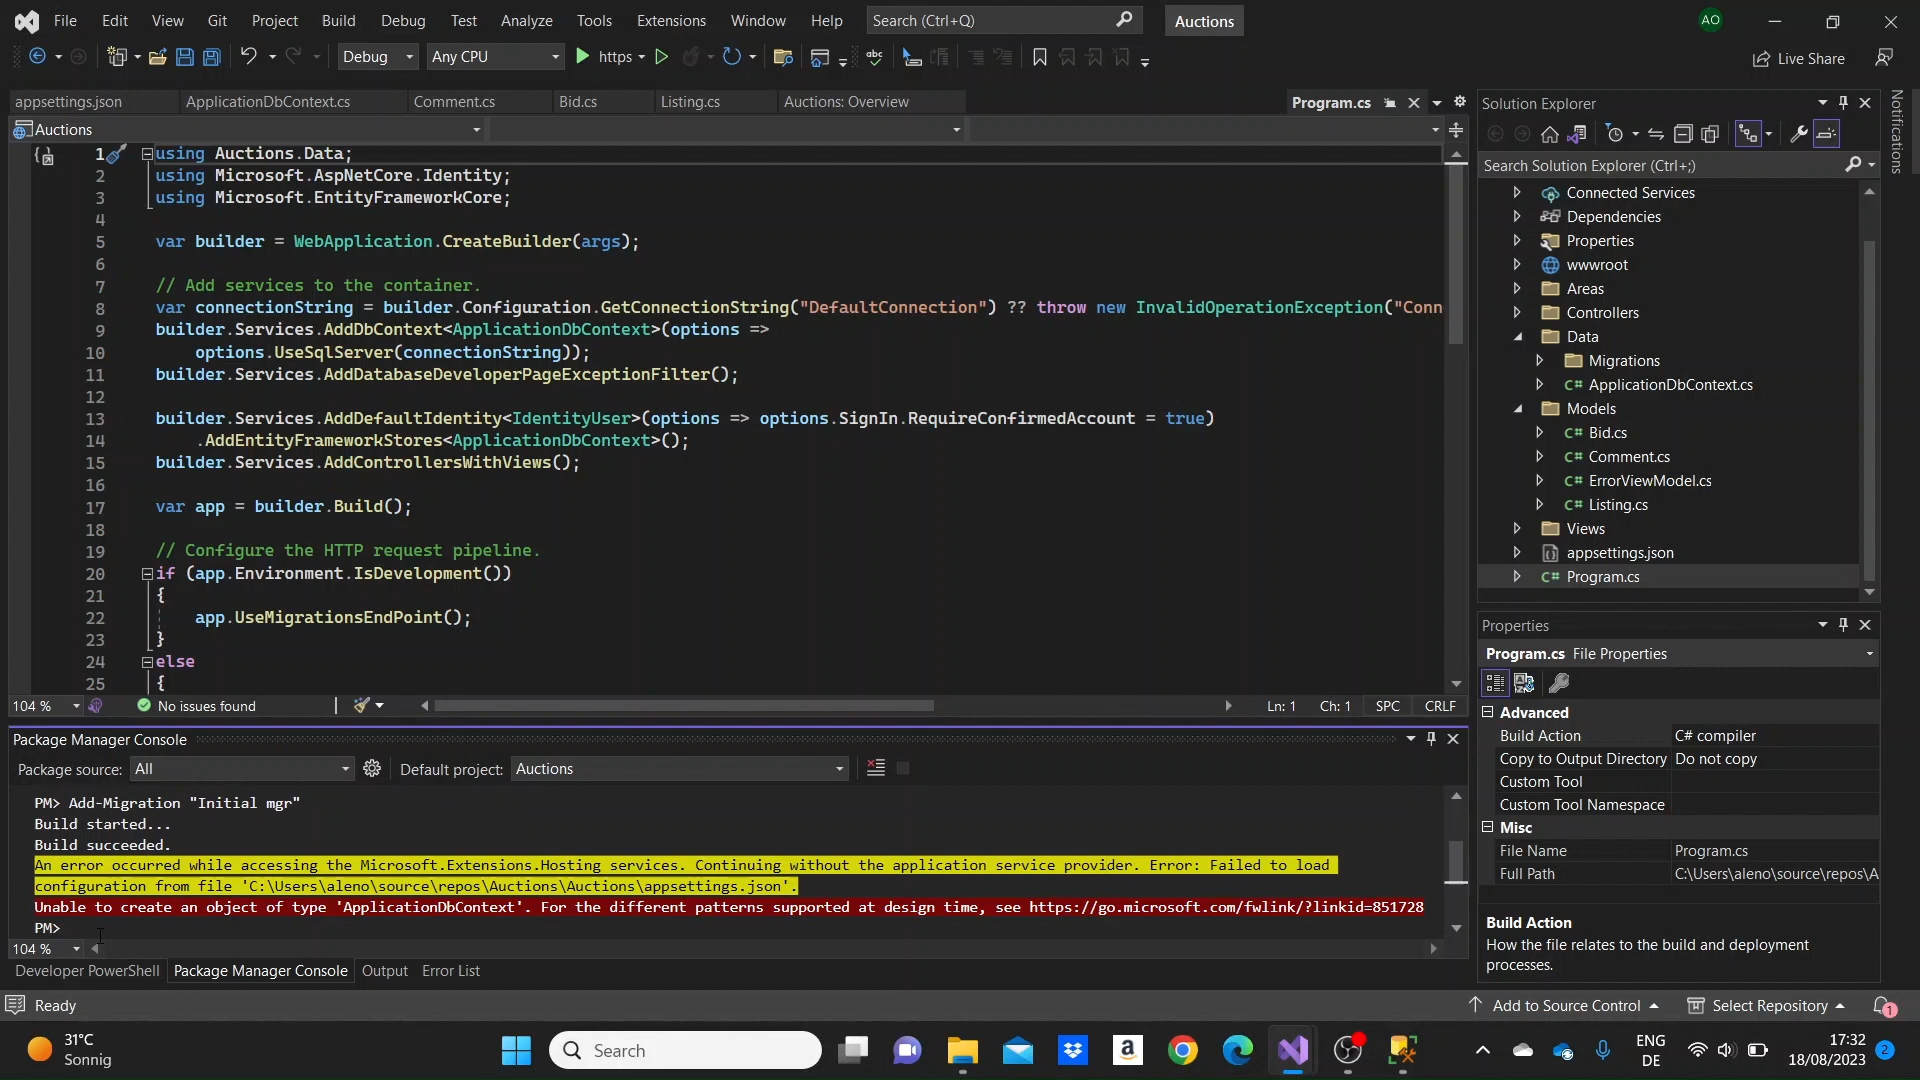 File Edit View Git Project Build Debug Test Analyze Tools Extensions Window Help Search (Ctrl+Q) Auctions AO
Debug Any CPU https abc Live Share
appsettings.json ApplicationDbContext.cs Comment.cs Bid.cs Listing.cs Auctions: Overview Program.cs
Auctions
1 using Auctions.Data;
2 using Microsoft.AspNetCore.Identity;
3 using Microsoft.EntityFrameworkCore;
4
5 var builder = WebApplication.CreateBuilder(args);
6
7 // Add services to the container.
8 var connectionString = builder.Configuration.GetConnectionString("DefaultConnection") ?? throw new InvalidOperationException("Conn
9 builder.Services.AddDbContext<ApplicationDbContext>(options =>
10 options.UseSqlServer(connectionString));
11 builder.Services.AddDatabaseDeveloperPageExceptionFilter();
12
13 builder.Services.AddDefaultIdentity<IdentityUser>(options => options.SignIn.RequireConfirmedAccount = true)
14 .AddEntityFrameworkStores<ApplicationDbContext>();
15 builder.Services.AddControllersWithViews();
16
17 var app = builder.Build();
18
19 // Configure the HTTP request pipeline.
20 if (app.Environment.IsDevelopment())
21 {
22 app.UseMigrationsEndPoint();
23 }
24 else
25 {
104 % No issues found Ln: 1 Ch: 1 SPC CRLF
Package Manager Console
Package source: All Default project: Auctions
PM> Add-Migration "Initial mgr"
Build started...
Build succeeded.
An error occurred while accessing the Microsoft.Extensions.Hosting services. Continuing without the application service provider. Error: Failed to load
configuration from file 'C:\Users\aleno\source\repos\Auctions\Auctions\appsettings.json'.
Unable to create an object of type 'ApplicationDbContext'. For the different patterns supported at design time, see https://go.microsoft.com/fwlink/?linkid=851728
PM>
104 %
Developer PowerShell Package Manager Console Output Error List
Solution Explorer
Search Solution Explorer (Ctrl+;)
Connected Services
Dependencies
Properties
wwwroot
Areas
Controllers
Data
Migrations
C# ApplicationDbContext.cs
Models
C# Bid.cs
C# Comment.cs
C# ErrorViewModel.cs
C# Listing.cs
Views
appsettings.json
C# Program.cs
Notifications
Properties
Program.cs File Properties
Advanced
Build Action C# compiler
Copy to Output Directory Do not copy
Custom Tool
Custom Tool Namespace
Misc
File Name Program.cs
Full Path C:\Users\aleno\source\repos\A
Build Action
How the file relates to the build and deployment
processes.
Ready Add to Source Control Select Repository 1
31°C
Sonnig
Search
a
ENG
DE
17:32
18/08/2023
2